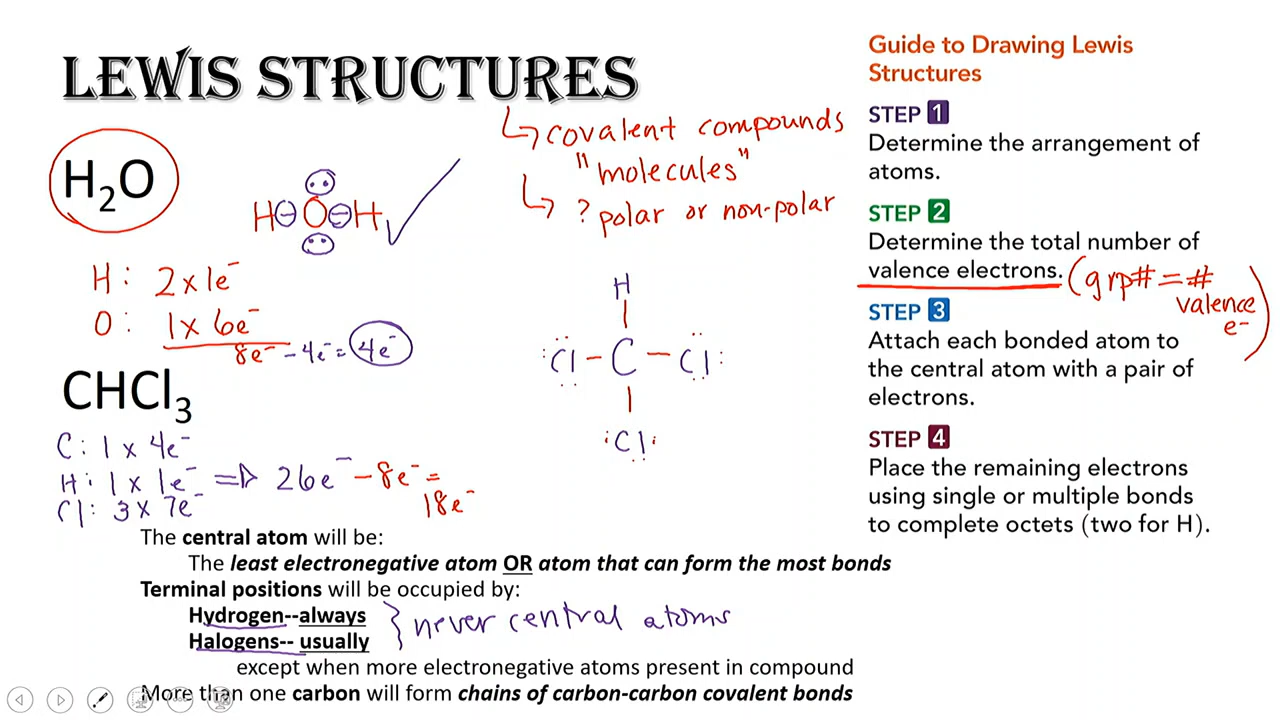 LEWIS STRUCTURES
↳ covalent compounds
"molecules"
↳ ? polar or non-polar
H₂O
H O H
H: 2 x 1e⁻
O: 1 x 6e⁻
8e⁻ - 4e⁻ = 4e⁻
CHCl₃
C: 1 x 4e⁻
H: 1 x 1e⁻ ⇒ 26e⁻ - 8e⁻ =
18e⁻
Cl: 3 x 7e⁻
H
Cl - C - Cl
Cl
The central atom will be:
The least electronegative atom OR atom that can form the most bonds
Terminal positions will be occupied by:
Hydrogen--always
Halogens-- usually
} never central atoms
except when more electronegative atoms present in compound
More than one carbon will form chains of carbon-carbon covalent bonds
Guide to Drawing Lewis
Structures
STEP 1
Determine the arrangement of
atoms.
STEP 2
Determine the total number of
valence electrons. (grp# = #
valence
e-)
STEP 3
Attach each bonded atom to
the central atom with a pair of
electrons.
STEP 4
Place the remaining electrons
using single or multiple bonds
to complete octets (two for H).